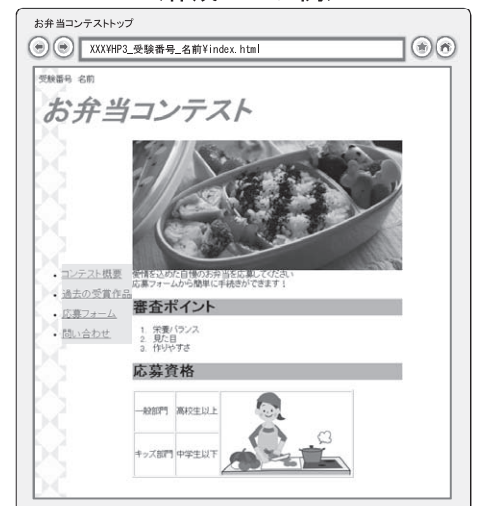 お弁当コンテストトップ
XXX¥HP3_受験番号_名前¥index.html
受験番号 名前
お弁当コンテスト
・コンテスト概要
・過去の受賞作品
・応募フォーム
・問い合わせ
愛情を込めた自慢のお弁当を応募してください
応募フォームから簡単に手続きができます！
審査ポイント
1. 栄養バランス
2. 見た目
3. 作りやすさ
応募資格
一般部門 高校生以上
キッズ部門 中学生以下